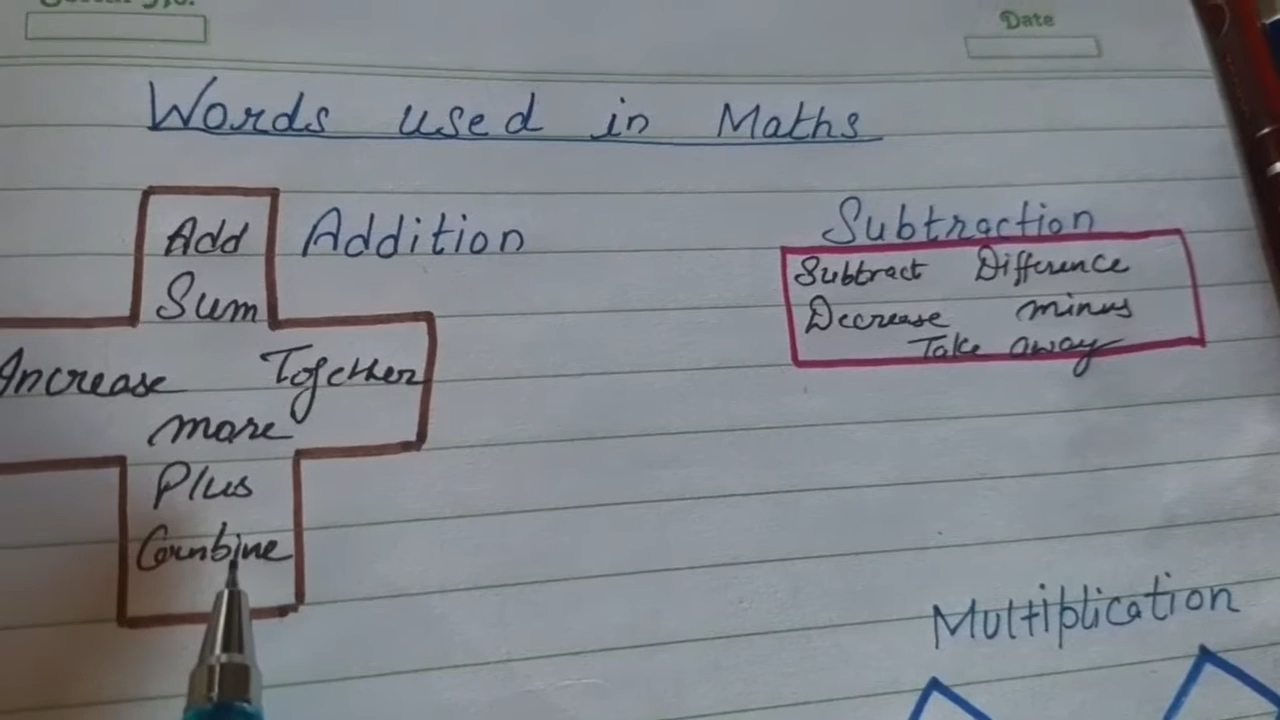 Date
Words used in Maths
Add
Sum
Addition
Increase Together
more
Plus
Combine
Subtraction
Subtract Difference
Decrease minus
Take away
Multiplication